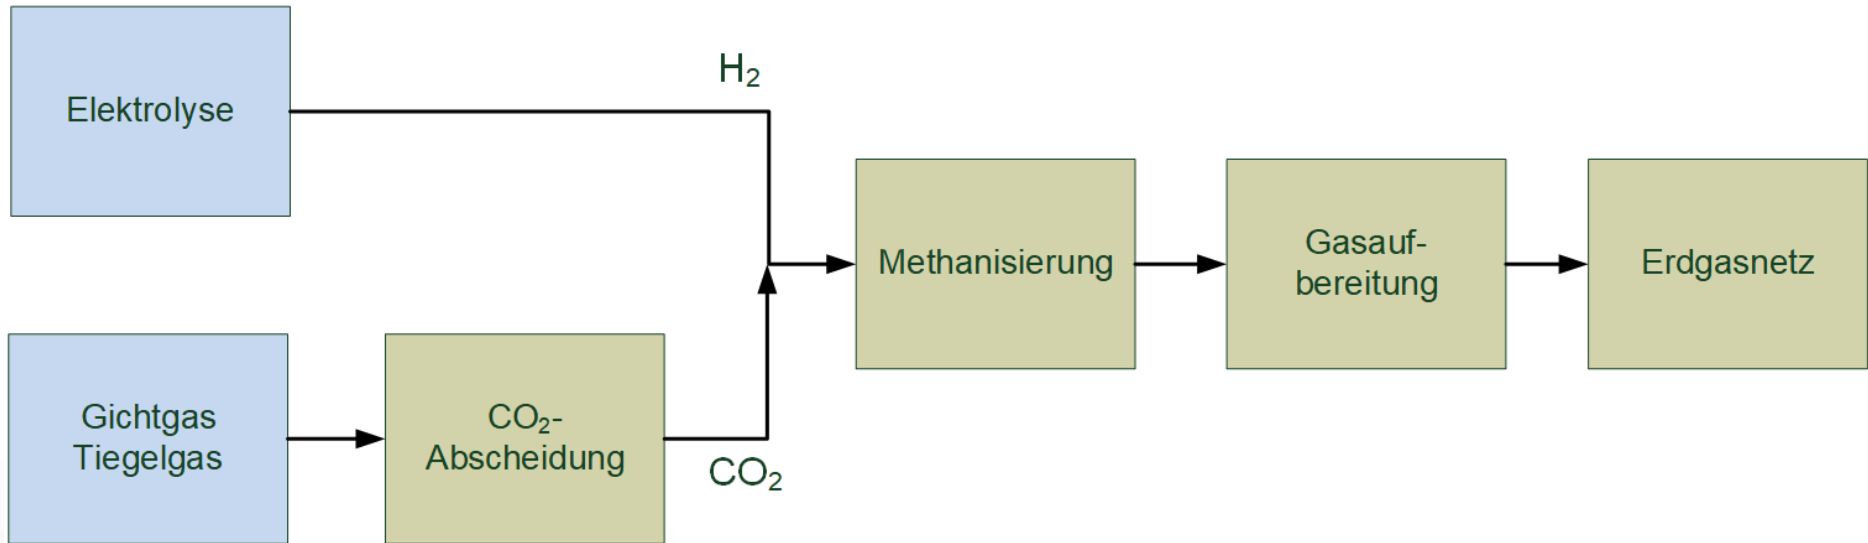 Elektrolyse
H₂
Methanisierung
Gasauf-
bereitung
Erdgasnetz
Gichtgas
Tiegelgas
CO₂-
Abscheidung
CO₂